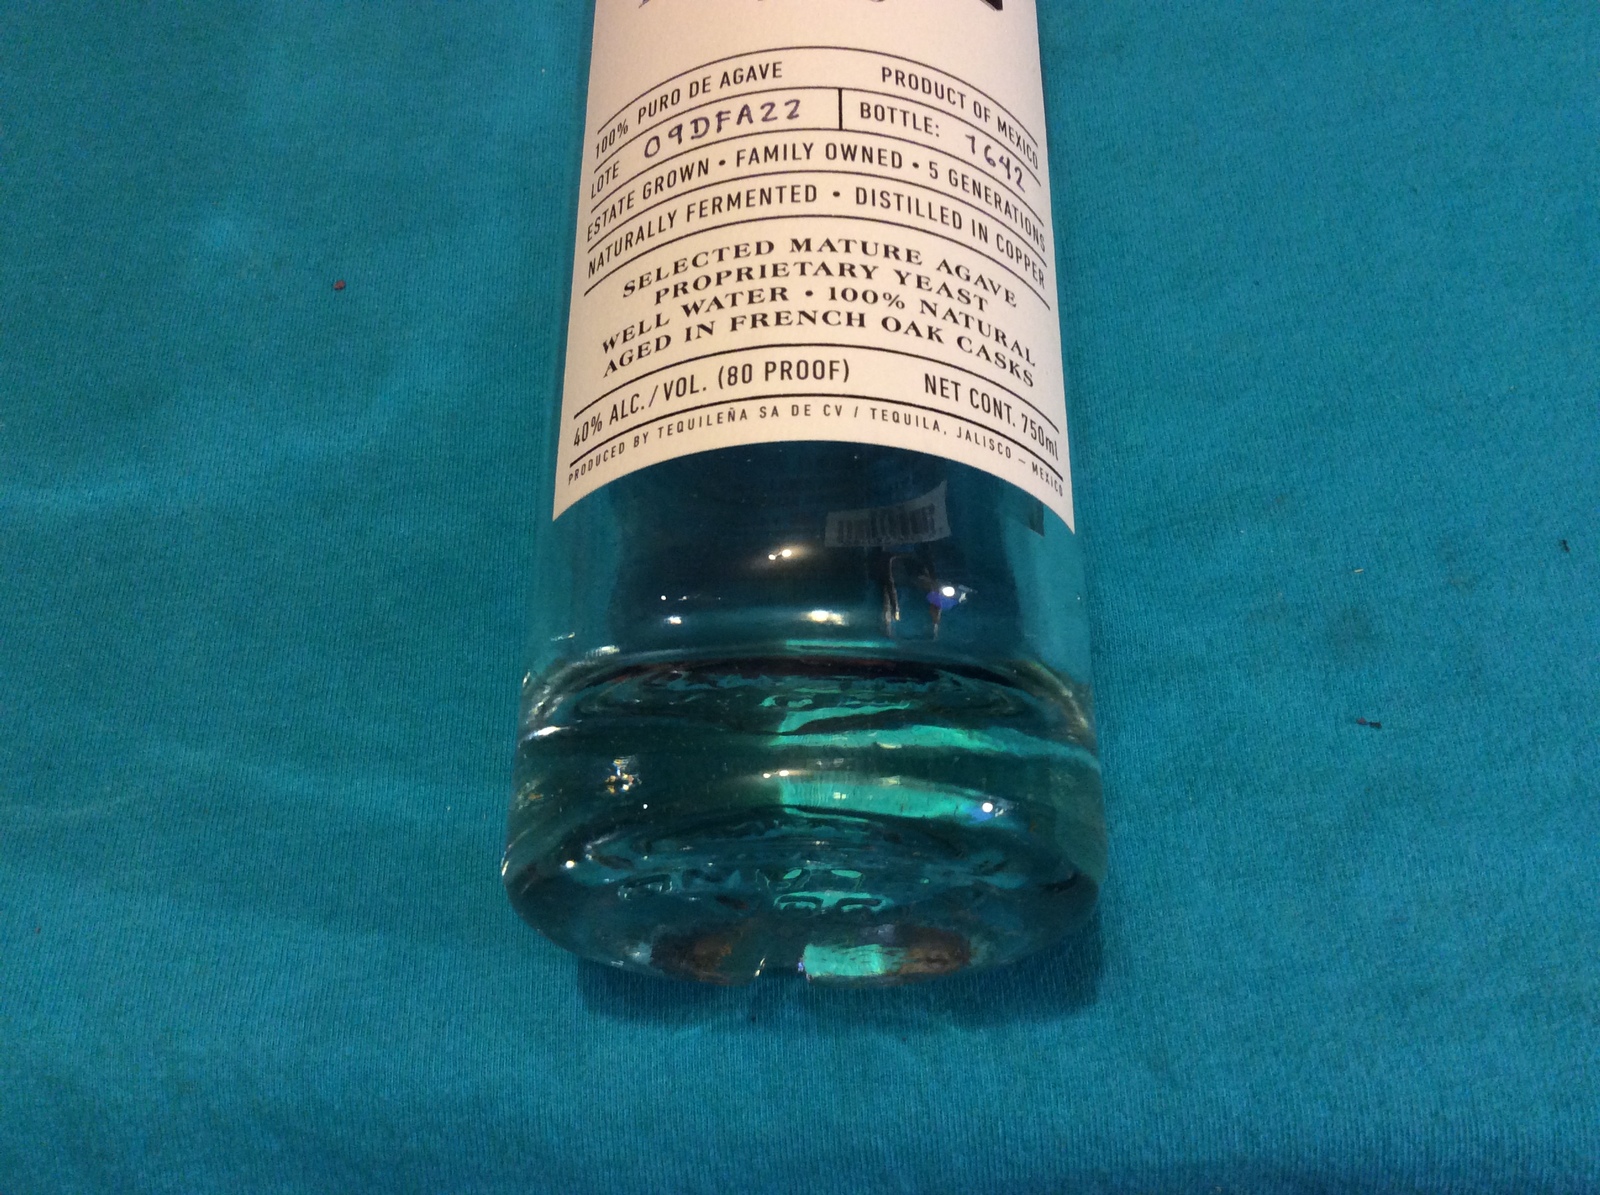 100% PURO DE AGAVE PRODUCT OF MEXICO
LOTE 09DFA22 BOTTLE: 1642
ESTATE GROWN • FAMILY OWNED • 5 GENERATIONS
NATURALLY FERMENTED • DISTILLED IN COPPER
SELECTED MATURE AGAVE
PROPRIETARY YEAST
WELL WATER • 100% NATURAL
AGED IN FRENCH OAK CASKS
40% ALC./VOL. (80 PROOF) NET CONT. 750ml
PRODUCED BY TEQUILEÑA SA DE CV / TEQUILA, JALISCO – MEXICO